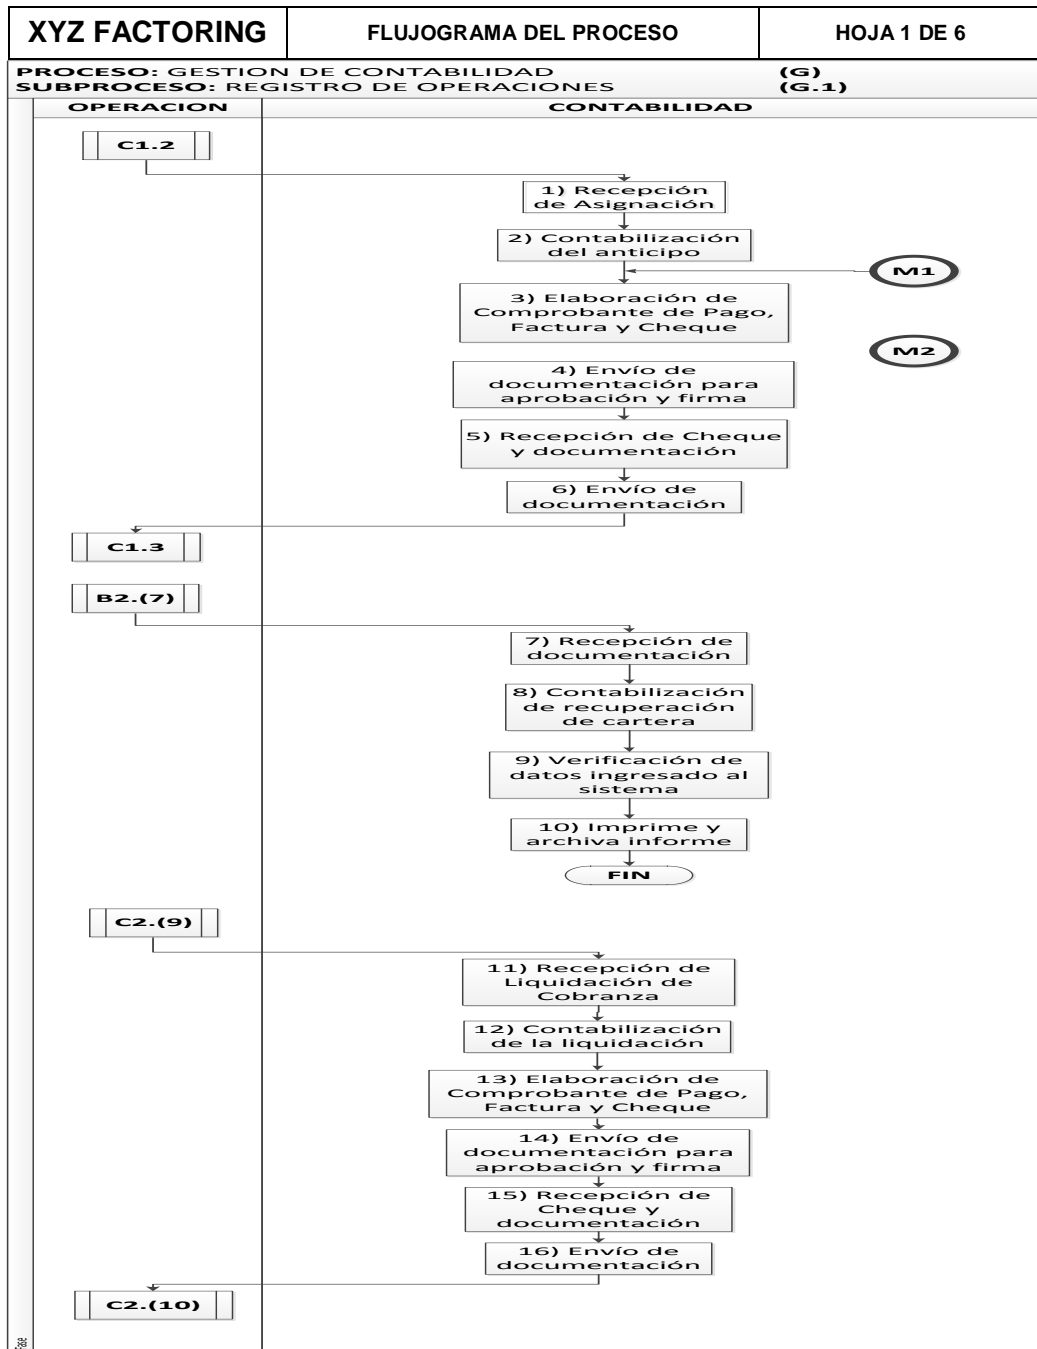 XYZ FACTORING
FLUJOGRAMA DEL PROCESO
HOJA 1 DE 6
PROCESO: GESTION DE CONTABILIDAD (G)
SUBPROCESO: REGISTRO DE OPERACIONES (G.1)
OPERACION
CONTABILIDAD
C1.2
1) Recepción
de Asignación
2) Contabilización
del anticipo
M1
3) Elaboración de
Comprobante de Pago,
Factura y Cheque
M2
4) Envío de
documentación para
aprobación y firma
5) Recepción de Cheque
y documentación
6) Envío de
documentación
C1.3
B2.(7)
7) Recepción de
documentación
8) Contabilización
de recuperación
de cartera
9) Verificación de
datos ingresado al
sistema
10) Imprime y
archiva informe
FIN
C2.(9)
11) Recepción de
Liquidación de
Cobranza
12) Contabilización
de la liquidación
13) Elaboración de
Comprobante de Pago,
Factura y Cheque
14) Envío de
documentación para
aprobación y firma
15) Recepción de
Cheque y
documentación
16) Envío de
documentación
C2.(10)
Fase